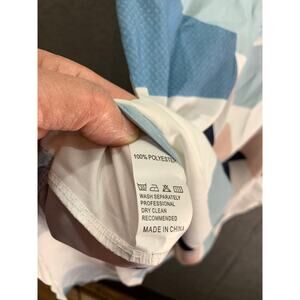 100% POLYESTER
WASH SEPARATELY
PROFESSIONAL
DRY CLEAN
RECOMMENDED
MADE IN CHINA